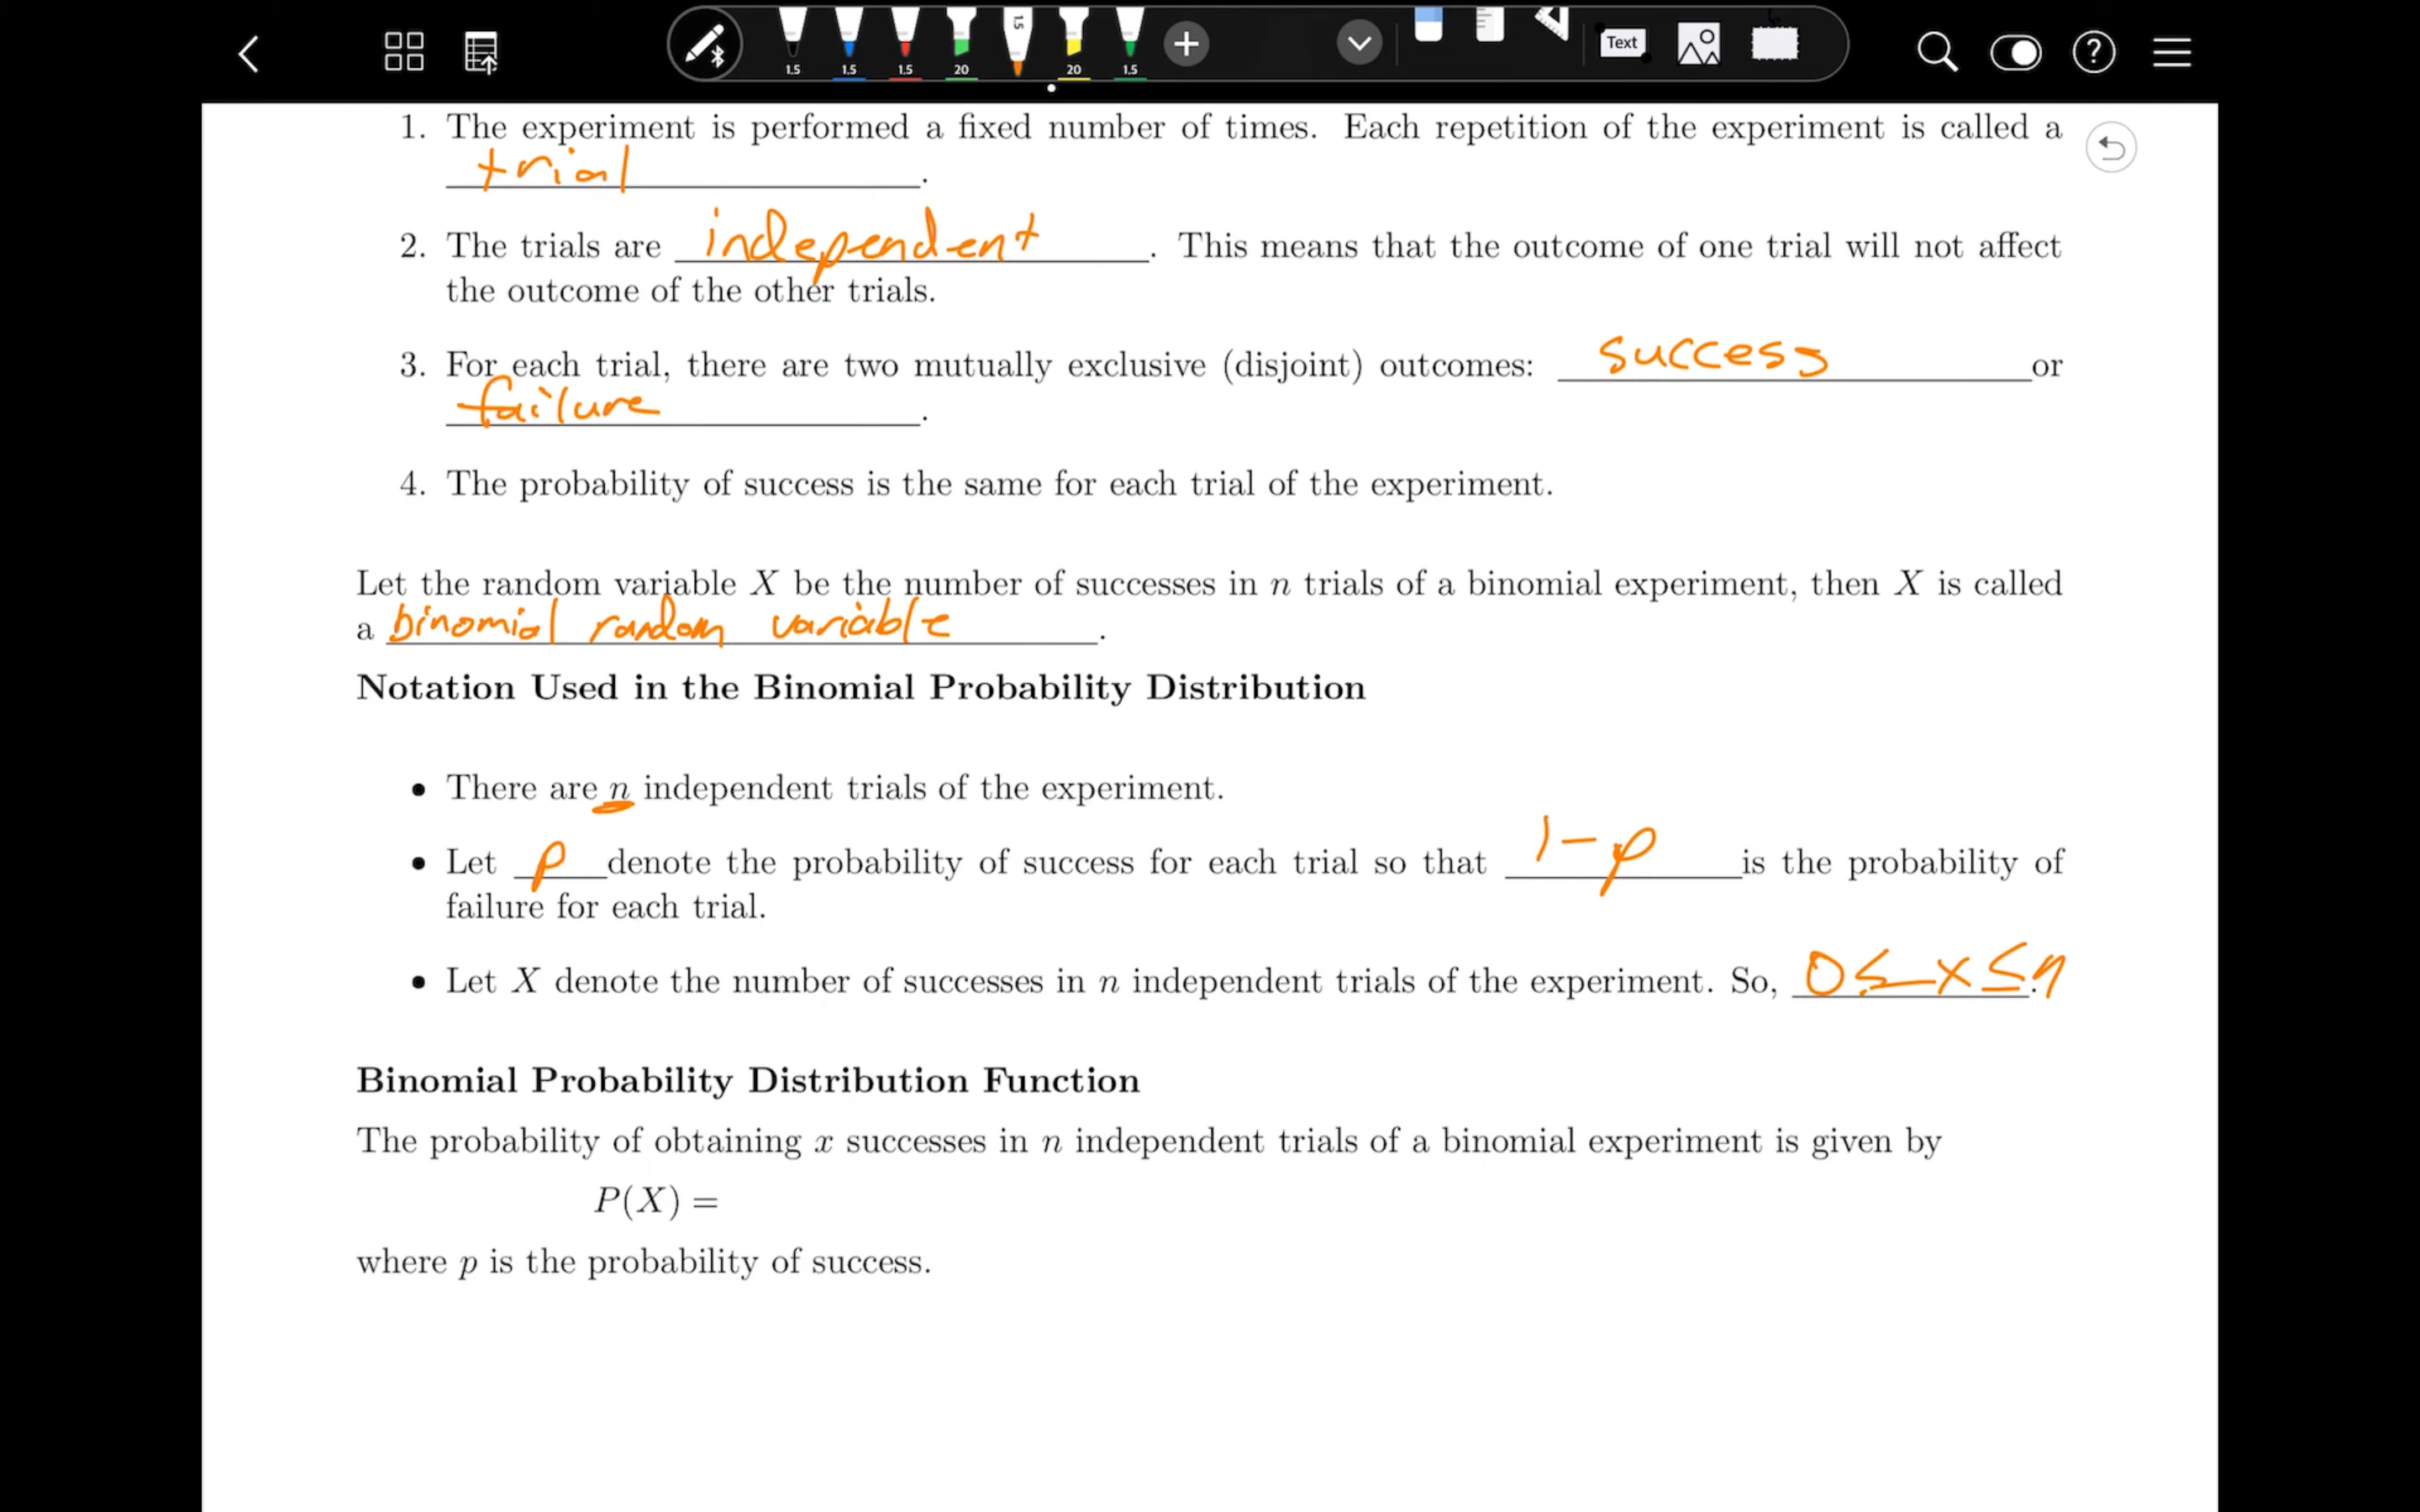 1.5 1.5 1.5 20 1.5 20 1.5 Text
1. The experiment is performed a fixed number of times. Each repetition of the experiment is called a
trial.
2. The trials are independent. This means that the outcome of one trial will not affect
the outcome of the other trials.
3. For each trial, there are two mutually exclusive (disjoint) outcomes: success or
failure.
4. The probability of success is the same for each trial of the experiment.
Let the random variable X be the number of successes in n trials of a binomial experiment, then X is called
a binomial random variable.
Notation Used in the Binomial Probability Distribution
• There are n independent trials of the experiment.
• Let p denote the probability of success for each trial so that 1-p is the probability of
failure for each trial.
• Let X denote the number of successes in n independent trials of the experiment. So, 0 ≤ x ≤ n.
Binomial Probability Distribution Function
The probability of obtaining x successes in n independent trials of a binomial experiment is given by
P(X) =
where p is the probability of success.